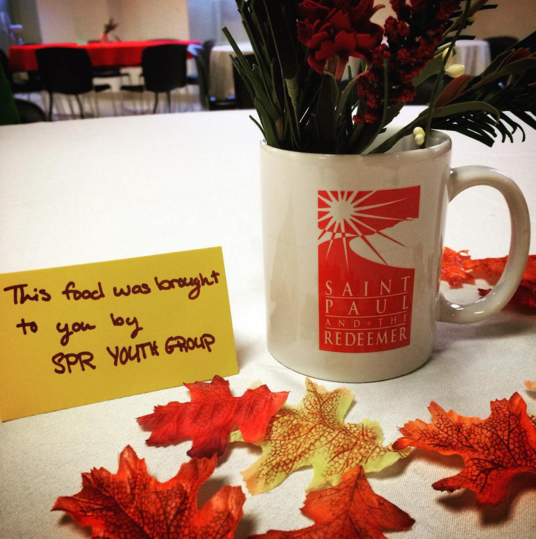 This food was brought
to you by
SPR YOUTH GROUP
SAINT
PAUL
AND • THE
REDEEMER